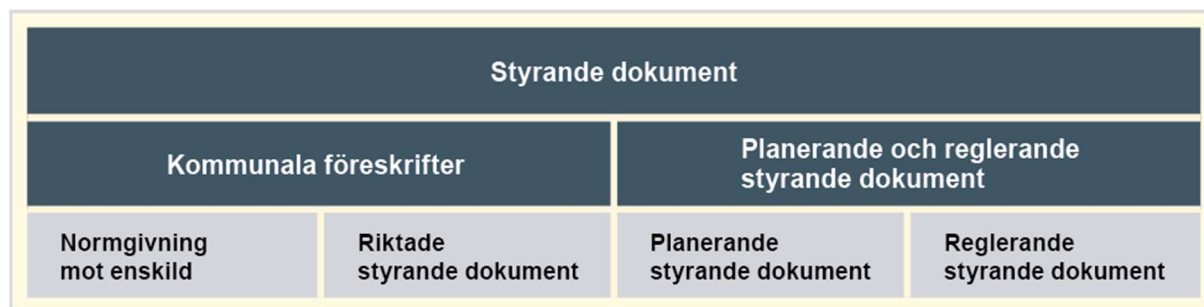 Styrande dokument
Kommunala föreskrifter
Planerande och reglerande
styrande dokument
Normgivning
mot enskild
Riktade
styrande dokument
Planerande
styrande dokument
Reglerande
styrande dokument